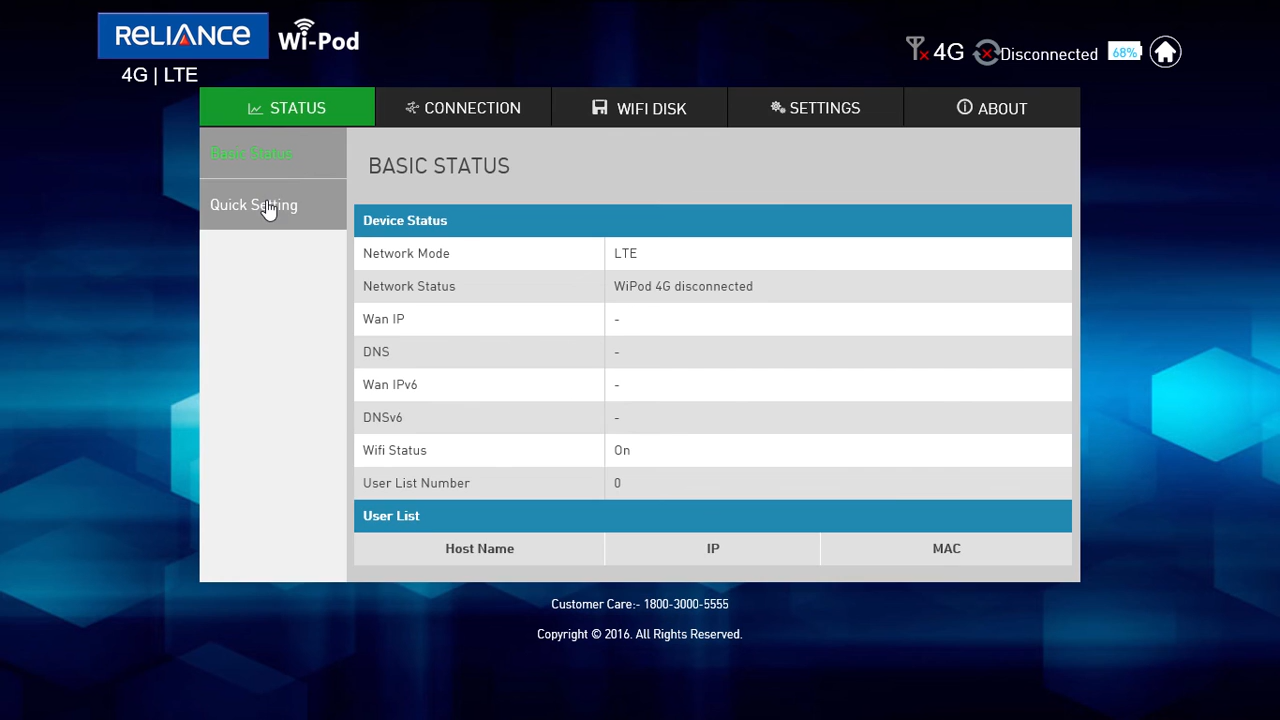 RELIANCE Wi-Pod
4G | LTE
4G Disconnected 68%
STATUS CONNECTION WIFI DISK SETTINGS ABOUT
Basic Status
Quick Setting
BASIC STATUS
Device Status
Network Mode LTE
Network Status WiPod 4G disconnected
Wan IP -
DNS -
Wan IPv6 -
DNSv6 -
Wifi Status On
User List Number 0
User List
Host Name IP MAC
Customer Care:- 1800-3000-5555
Copyright © 2016. All Rights Reserved.